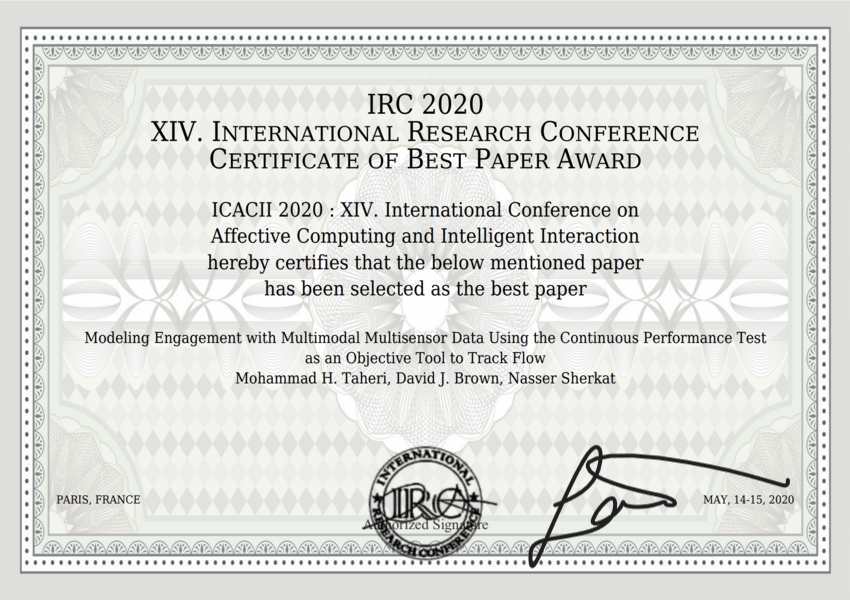 IRC 2020
XIV. INTERNATIONAL RESEARCH CONFERENCE
CERTIFICATE OF BEST PAPER AWARD
ICACII 2020 : XIV. International Conference on
Affective Computing and Intelligent Interaction
hereby certifies that the below mentioned paper
has been selected as the best paper
Modeling Engagement with Multimodal Multisensor Data Using the Continuous Performance Test
as an Objective Tool to Track Flow
Mohammad H. Taheri, David J. Brown, Nasser Sherkat
INTERNATIONAL
IRC
RESEARCH CONFERENCE
PARIS, FRANCE
Authorized Signature
MAY, 14-15, 2020